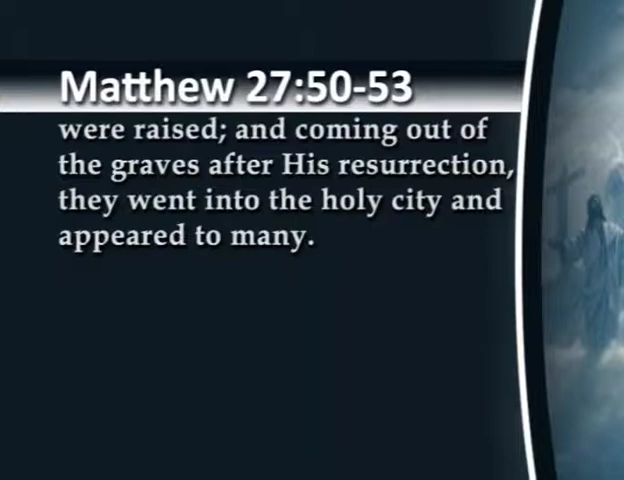 Matthew 27:50-53
were raised; and coming out of
the graves after His resurrection,
they went into the holy city and
appeared to many.